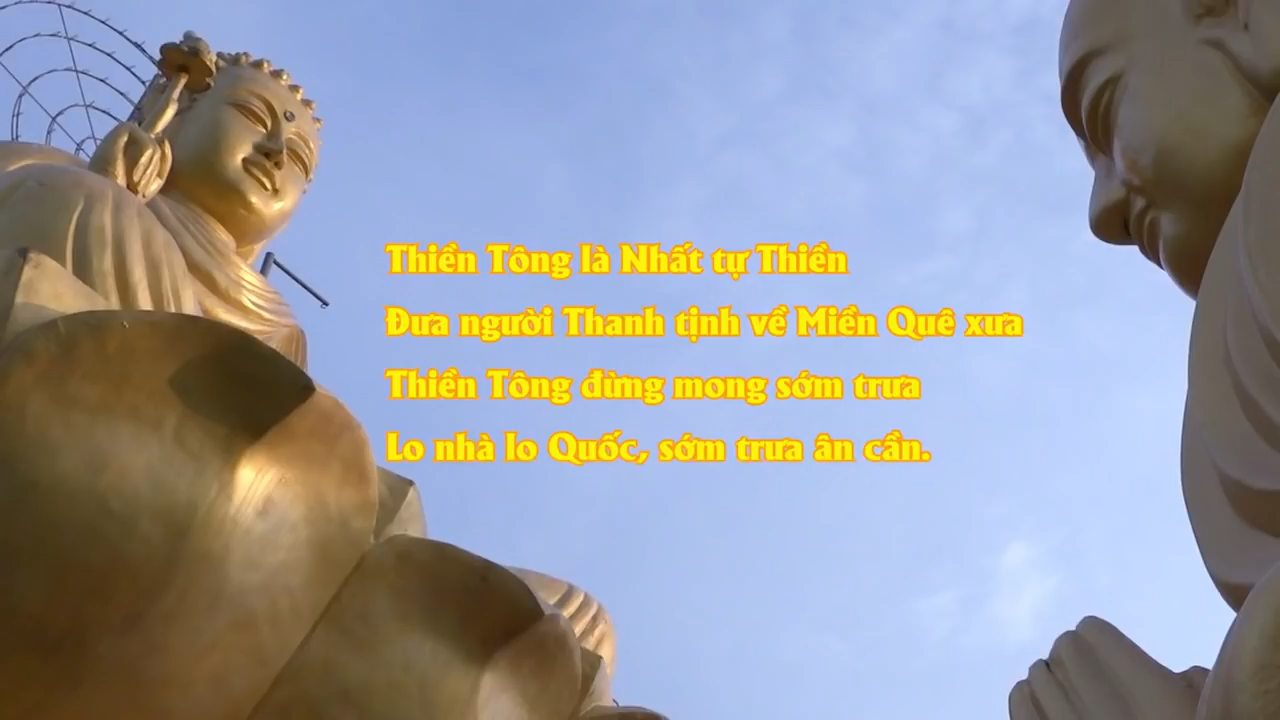 Thiền Tông là Nhất tự Thiền
Đưa người Thanh tịnh về Miền Quê xưa
Thiền Tông đừng mong sớm trưa
Lo nhà lo Quốc, sớm trưa ân cần.